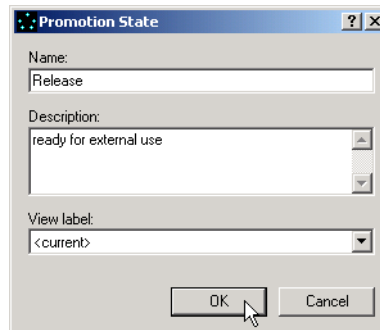 Promotion State
Name:
Release
Description:
ready for external use
View label:
<current>
OK
Cancel